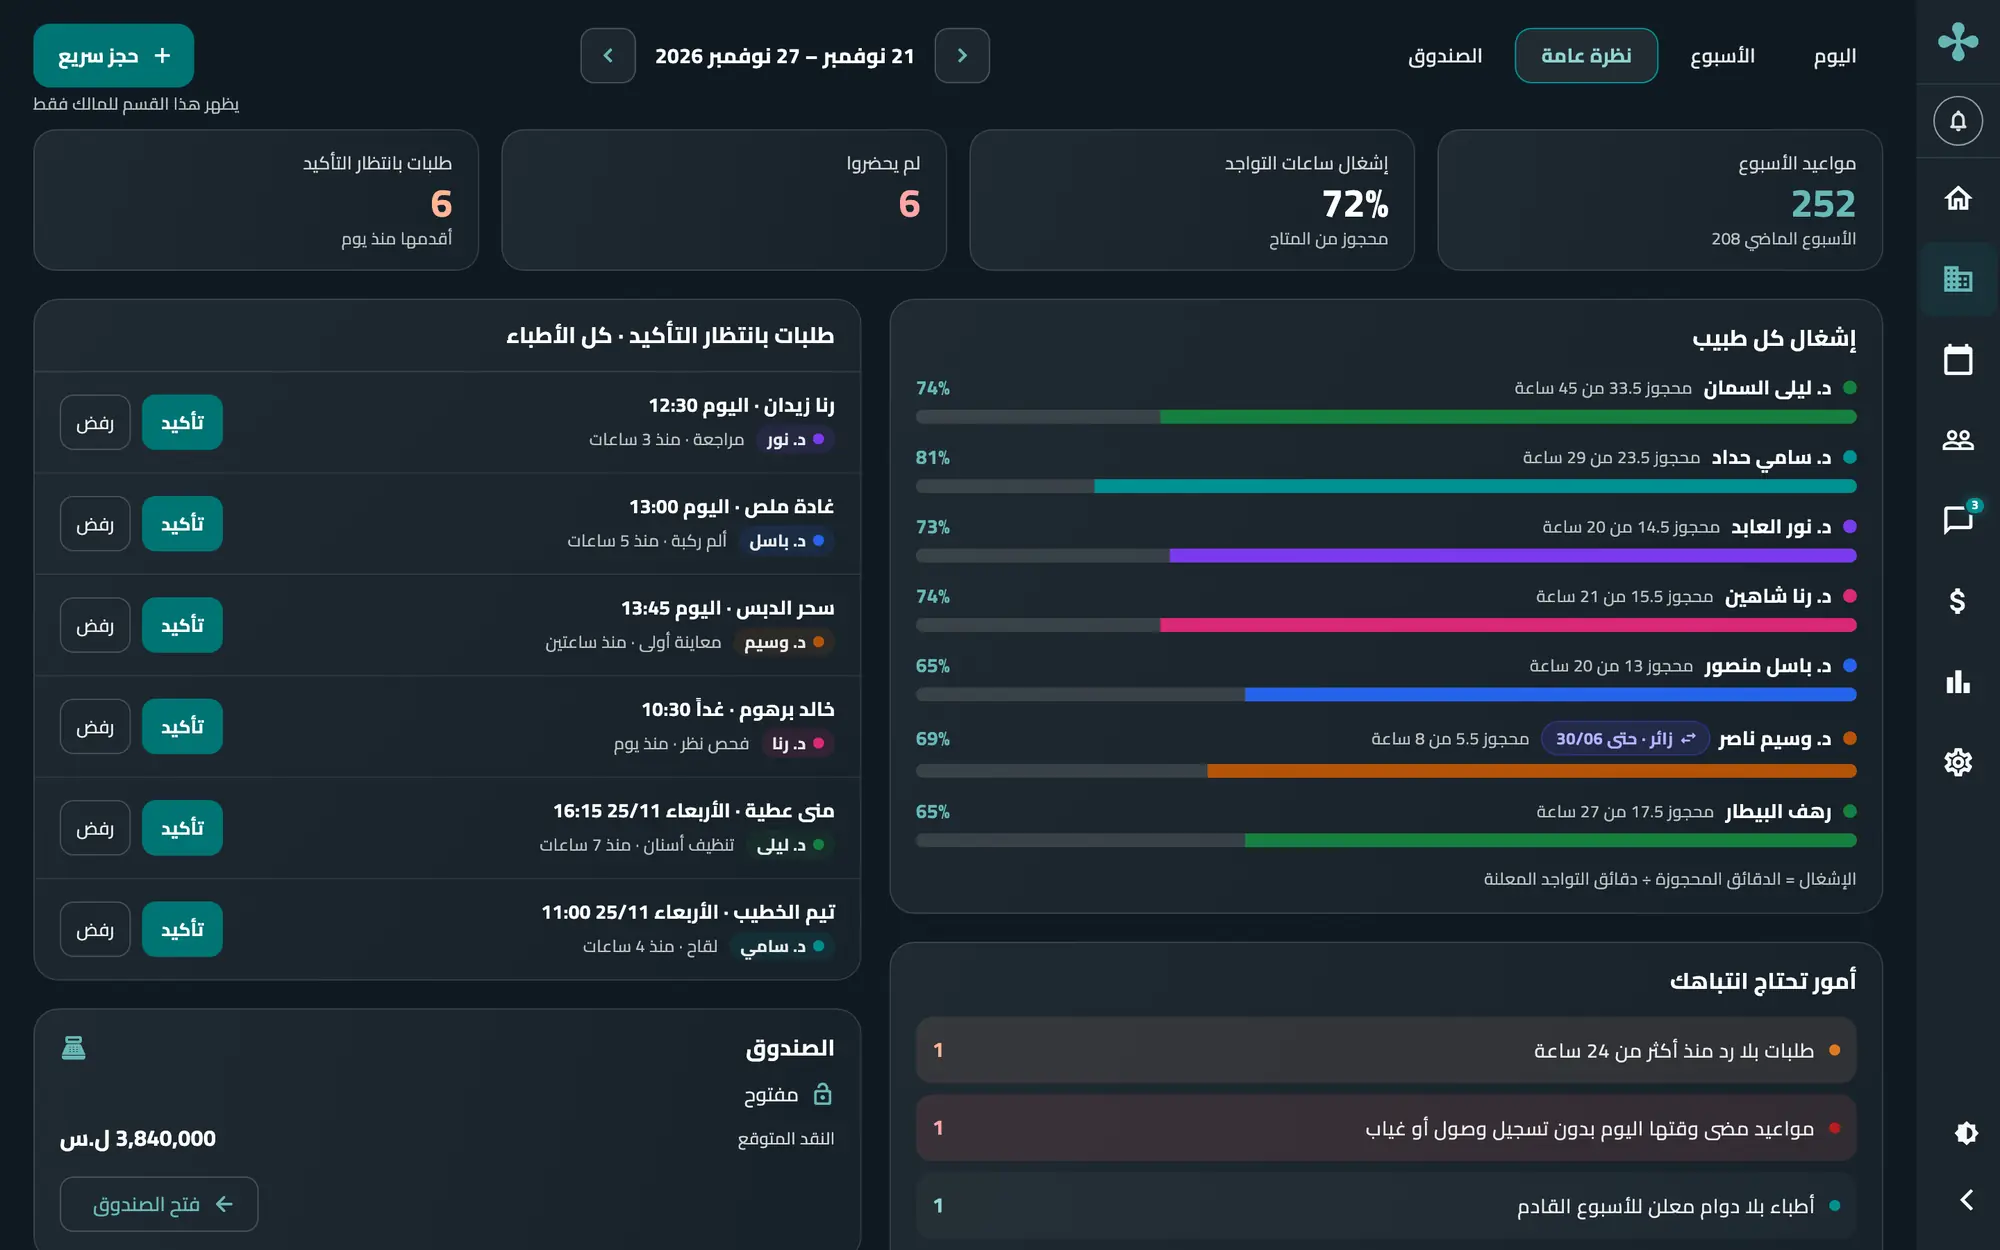 اليوم
الأسبوع
نظرة عامة
الصندوق
21 نوفمبر – 27 نوفمبر 2026
+ حجز سريع
يظهر هذا القسم للمالك فقط
مواعيد الأسبوع
252
الأسبوع الماضي 208
إشغال ساعات التواجد
72%
محجوز من المتاح
لم يحضروا
6
طلبات بانتظار التأكيد
6
أقدمها منذ يوم
إشغال كل طبيب
د. ليلى السمان محجوز 33.5 من 45 ساعة 74%
د. سامي حداد محجوز 23.5 من 29 ساعة 81%
د. نور العابد محجوز 14.5 من 20 ساعة 73%
د. رنا شاهين محجوز 15.5 من 21 ساعة 74%
د. باسل منصور محجوز 13 من 20 ساعة 65%
د. وسيم ناصر زائر · حتى 30/06 محجوز 5.5 من 8 ساعة 69%
رهف البيطار محجوز 17.5 من 27 ساعة 65%
الإشغال = الدقائق المحجوزة ÷ دقائق التواجد المعلنة
أمور تحتاج انتباهك
طلبات بلا رد منذ أكثر من 24 ساعة 1
مواعيد مضى وقتها اليوم بدون تسجيل وصول أو غياب 1
أطباء بلا دوام معلن للأسبوع القادم 1
طلبات بانتظار التأكيد · كل الأطباء
رنا زيدان · اليوم 12:30
د. نور مراجعة · منذ 3 ساعات
تأكيد رفض
غادة ملص · اليوم 13:00
د. باسل ألم ركبة · منذ 5 ساعات
تأكيد رفض
سحر الدبس · اليوم 13:45
د. وسيم معاينة أولى · منذ ساعتين
تأكيد رفض
خالد برهوم · غداً 10:30
د. رنا فحص نظر · منذ يوم
تأكيد رفض
منى عطية · الأربعاء 25/11 16:15
د. ليلى تنظيف أسنان · منذ 7 ساعات
تأكيد رفض
تيم الخطيب · الأربعاء 25/11 11:00
د. سامي لقاح · منذ 4 ساعات
تأكيد رفض
الصندوق
مفتوح
النقد المتوقع 3,840,000 ل.س
فتح الصندوق
3